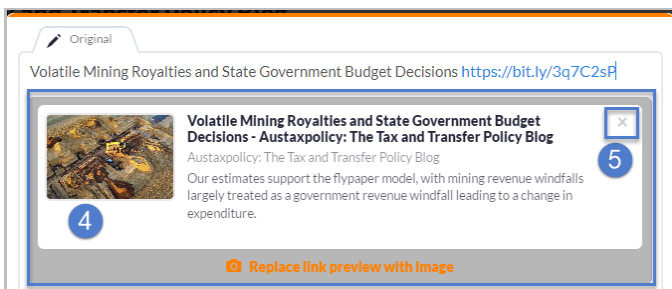 Original
Volatile Mining Royalties and State Government Budget Decisions https://bit.ly/3q7C2sP
Volatile Mining Royalties and State Government Budget
Decisions - Austaxpolicy: The Tax and Transfer Policy Blog
×
Austaxpolicy: The Tax and Transfer Policy Blog
5
Our estimates support the flypaper model, with mining revenue windfalls
largely treated as a government revenue windfall leading to a change in
expenditure.
4
Replace link preview with image